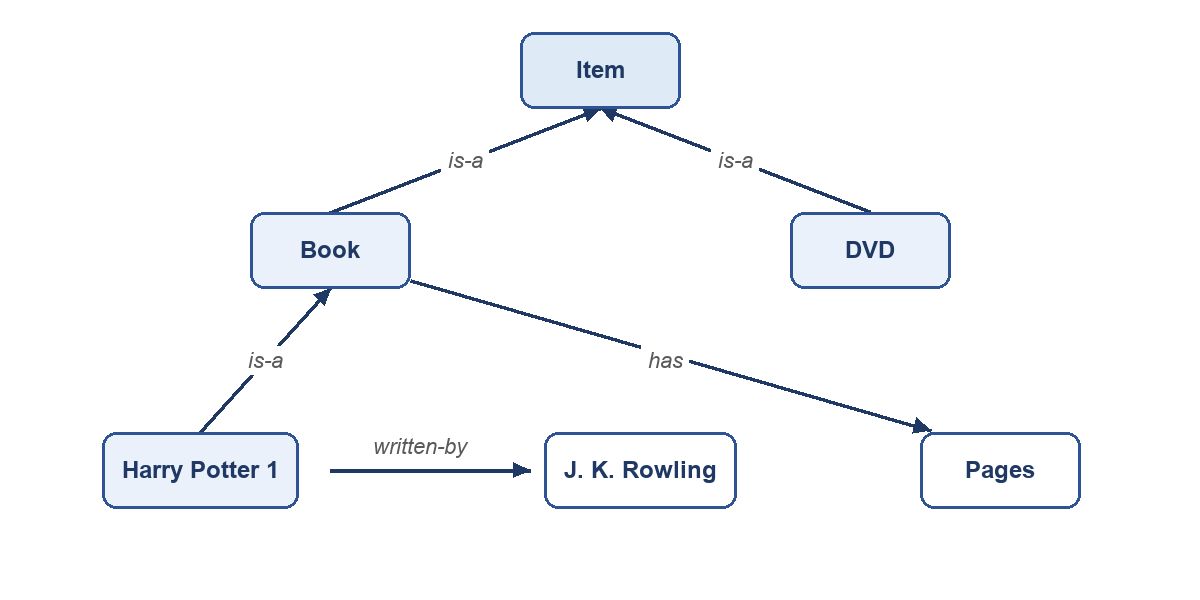 Item
is-a
is-a
Book
DVD
is-a
has
written-by
Harry Potter 1
J. K. Rowling
Pages